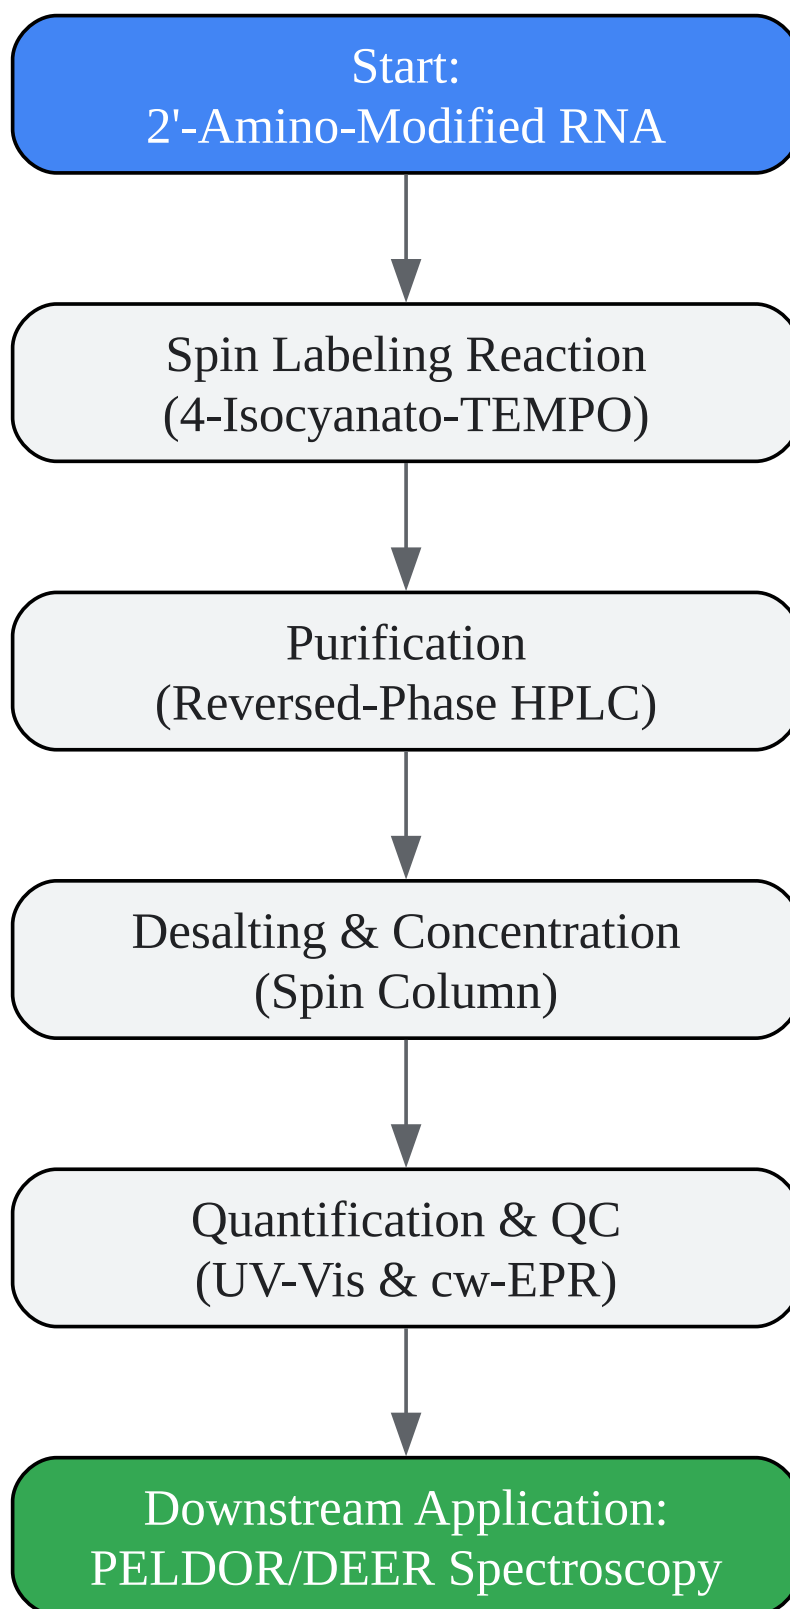 Start:
2'-Amino-Modified RNA
Spin Labeling Reaction
(4-Isocyanato-TEMPO)
Purification
(Reversed-Phase HPLC)
Desalting & Concentration
(Spin Column)
Quantification & QC
(UV-Vis & cw-EPR)
Downstream Application:
PELDOR/DEER Spectroscopy